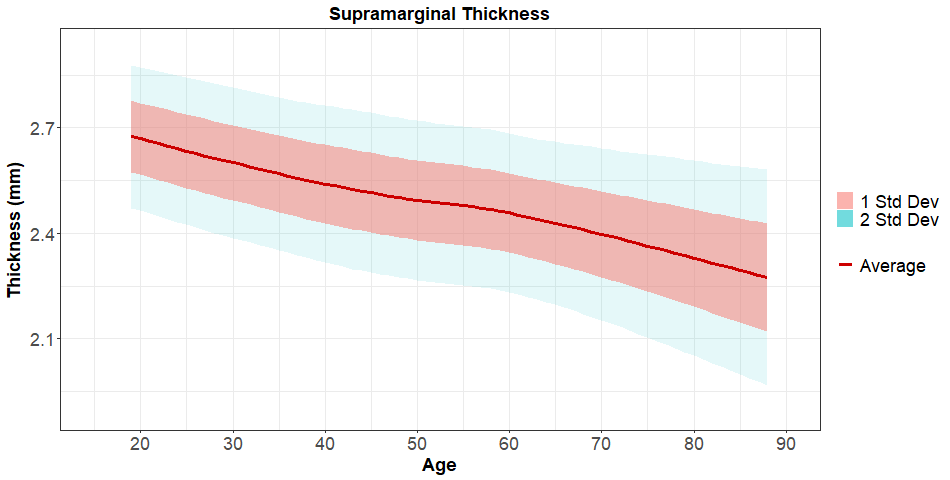 Supramarginal Thickness
Thickness (mm)
2.7
2.4
2.1
20 30 40 50 60 70 80 90
Age
1 Std Dev
2 Std Dev
Average